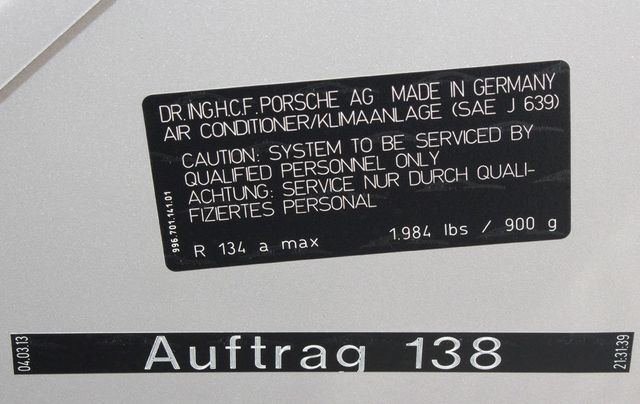 DR.ING.H.C.F.PORSCHE AG MADE IN GERMANY
AIR CONDITIONER/KLIMAANLAGE (SAE J 639)
CAUTION: SYSTEM TO BE SERVICED BY
QUALIFIED PERSONNEL ONLY
ACHTUNG: SERVICE NUR DURCH QUALI-
FIZIERTES PERSONAL
R 134 a max 1.984 lbs / 900 g
996.701.141.01
04.03.13
Auftrag 138
21:31:39